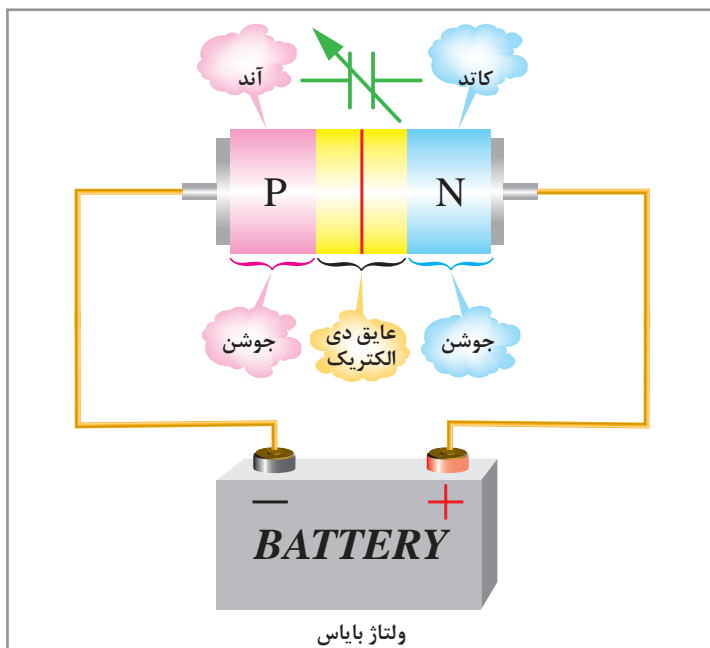 آند
کاتد
P
N
جوشن
عایق دی
الکتریک
جوشن
− +
BATTERY
ولتاژ بایاس